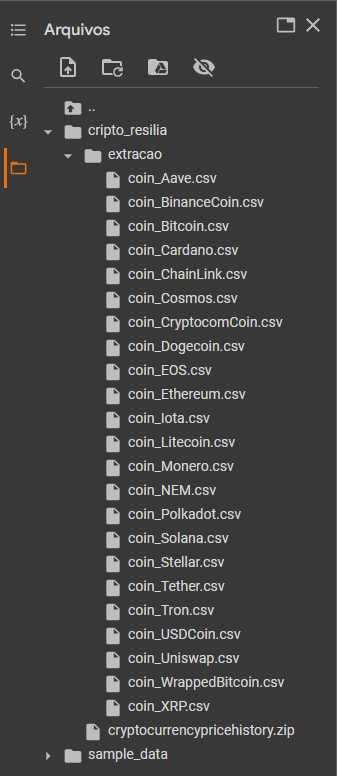 Arquivos
{x}
..
cripto_resilia
extracao
coin_Aave.csv
coin_BinanceCoin.csv
coin_Bitcoin.csv
coin_Cardano.csv
coin_ChainLink.csv
coin_Cosmos.csv
coin_CryptocomCoin.csv
coin_Dogecoin.csv
coin_EOS.csv
coin_Ethereum.csv
coin_Iota.csv
coin_Litecoin.csv
coin_Monero.csv
coin_NEM.csv
coin_Polkadot.csv
coin_Solana.csv
coin_Stellar.csv
coin_Tether.csv
coin_Tron.csv
coin_USDCoin.csv
coin_Uniswap.csv
coin_WrappedBitcoin.csv
coin_XRP.csv
cryptocurrencypricehistory.zip
sample_data